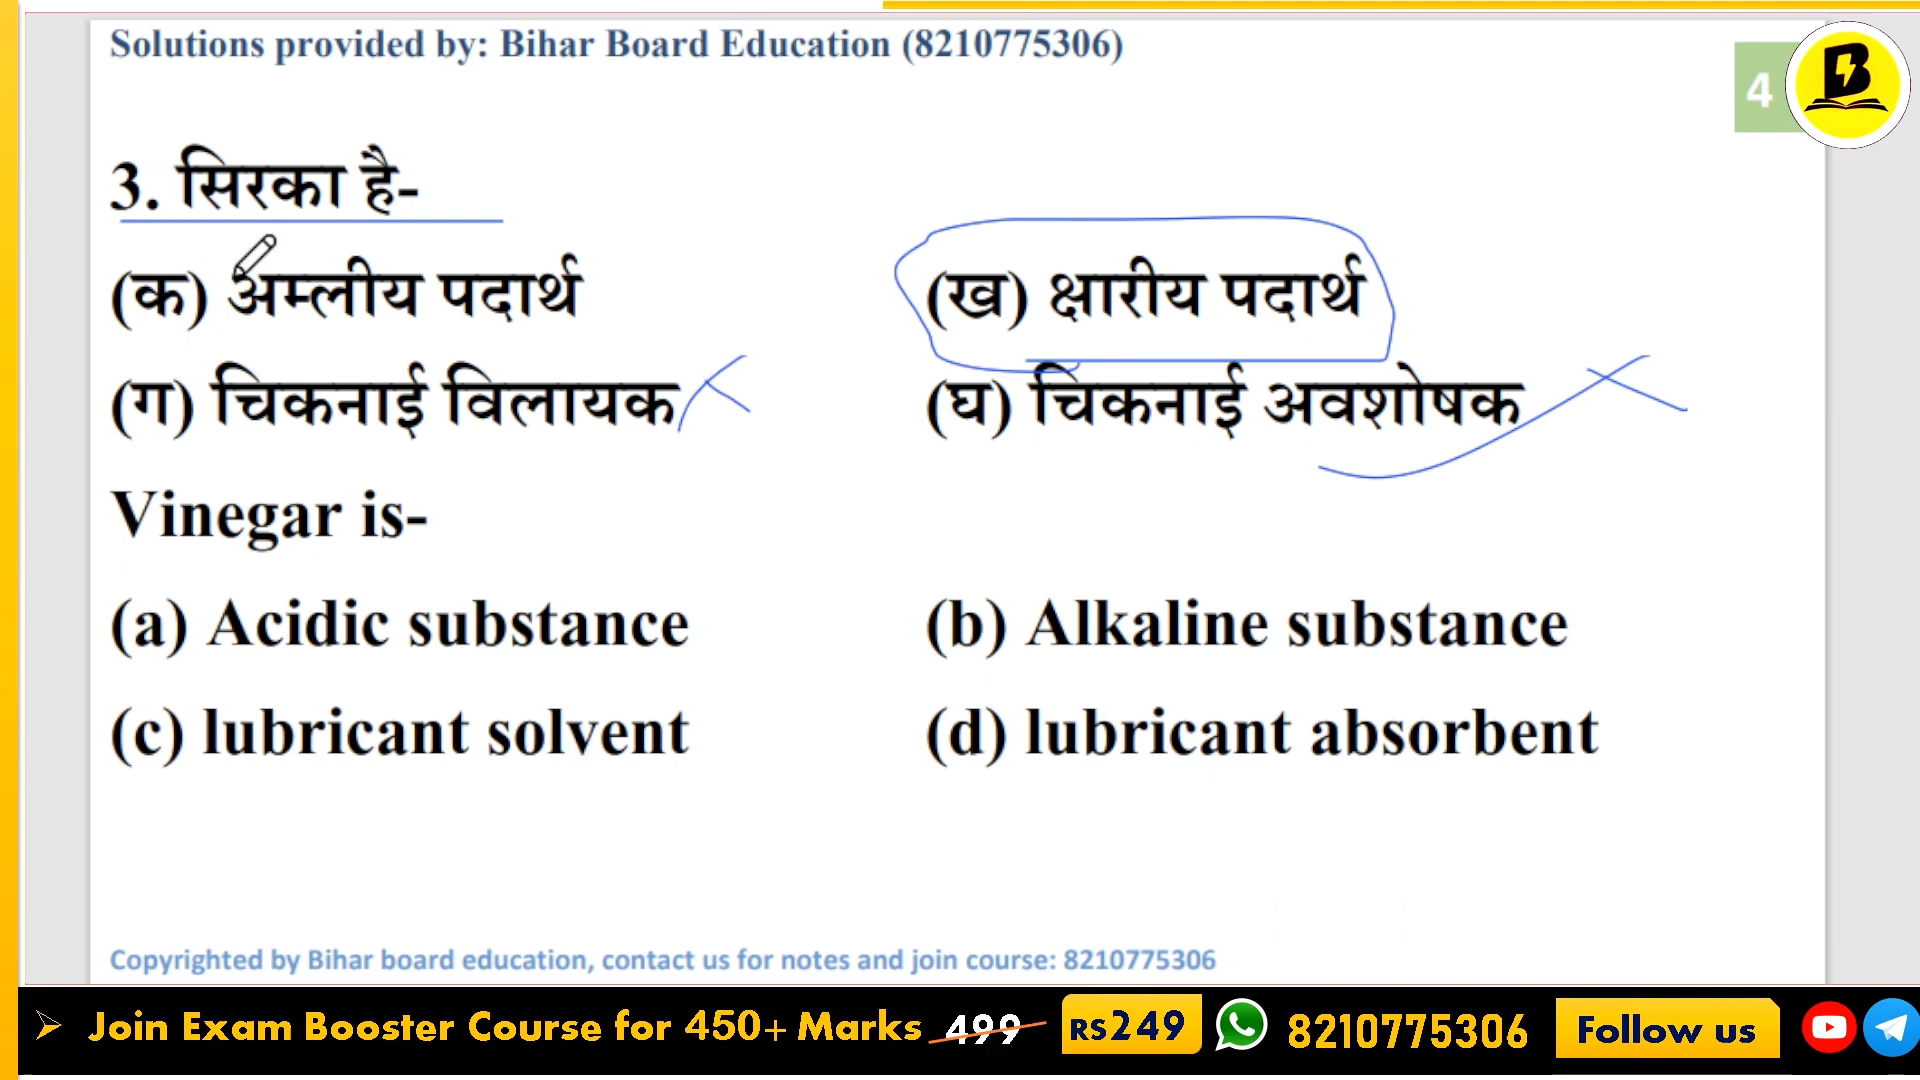 Solutions provided by: Bihar Board Education (8210775306)
4
B
3. सिरका है-
(क) अम्लीय पदार्थ (ख) क्षारीय पदार्थ
(ग) चिकनाई विलायक (घ) चिकनाई अवशोषक
Vinegar is-
(a) Acidic substance (b) Alkaline substance
(c) lubricant solvent (d) lubricant absorbent
Copyrighted by Bihar board education, contact us for notes and join course: 8210775306
Join Exam Booster Course for 450+ Marks 499 RS249 8210775306 Follow us